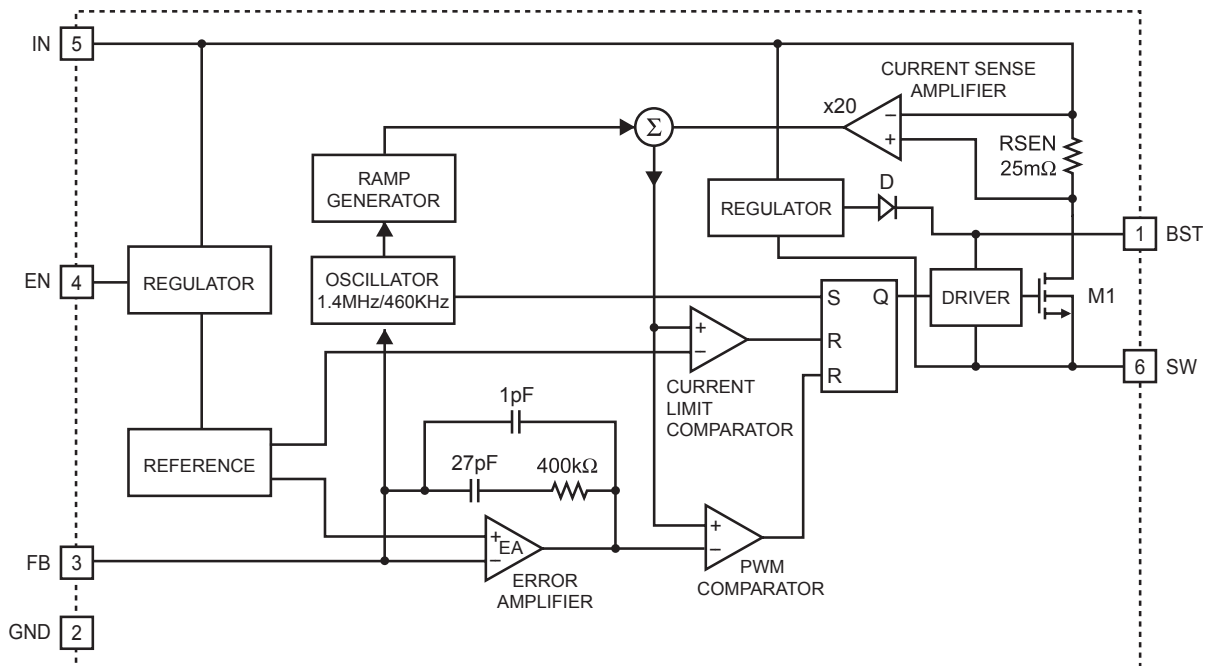 IN 5
CURRENT SENSE
AMPLIFIER
x20
−
+
Σ
RSEN
25mΩ
RAMP
GENERATOR
D
REGULATOR
1 BST
EN 4
REGULATOR
OSCILLATOR
1.4MHz/460KHz
S Q
R
R
DRIVER
M1
+
−
6 SW
CURRENT
LIMIT
COMPARATOR
1pF
REFERENCE
27pF
400kΩ
+
−
EA
ERROR
AMPLIFIER
+
−
PWM
COMPARATOR
FB 3
GND 2